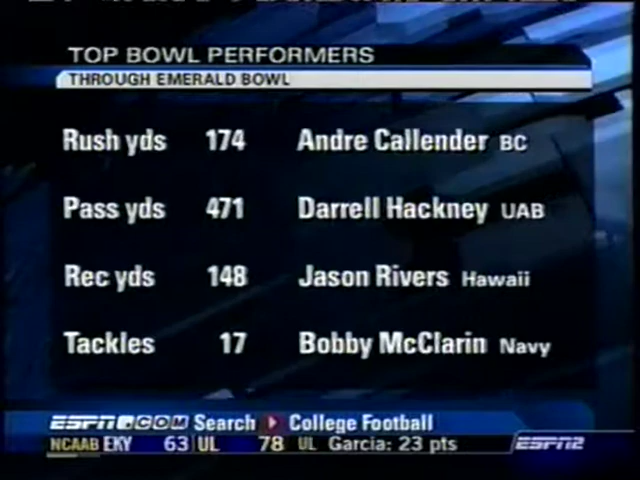 TOP BOWL PERFORMERS
THROUGH EMERALD BOWL
Rush yds 174 Andre Callender BC
Pass yds 471 Darrell Hackney UAB
Rec yds 148 Jason Rivers Hawaii
Tackles 17 Bobby McClarin Navy
ESPN.COM Search College Football
NCAAB EKY 63 UL 78 UL Garcia: 23 pts ESPN2